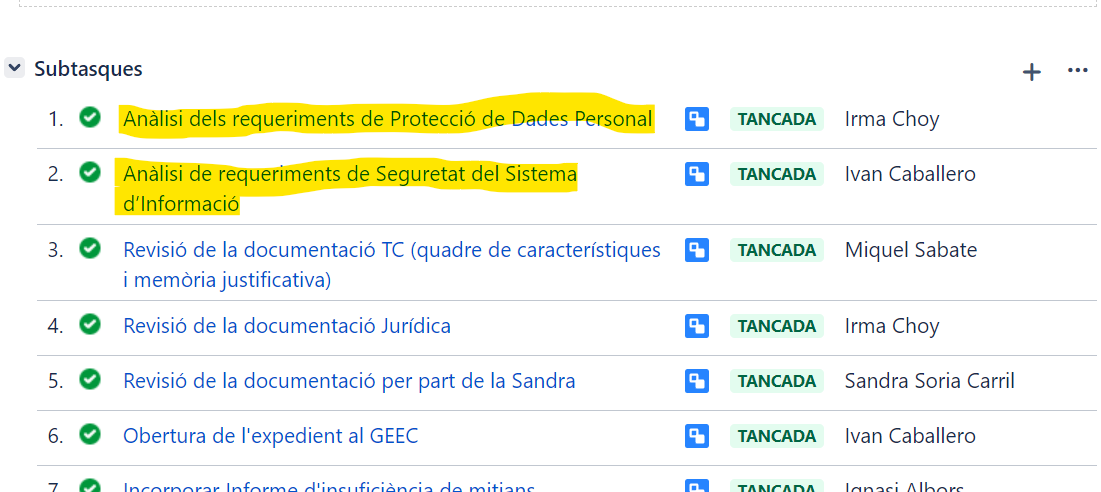 Subtasques
1. Anàlisi dels requeriments de Protecció de Dades Personal TANCADA Irma Choy
2. Anàlisi de requeriments de Seguretat del Sistema TANCADA Ivan Caballero
d’Informació
3. Revisió de la documentació TC (quadre de característiques TANCADA Miquel Sabate
i memòria justificativa)
4. Revisió de la documentació Jurídica TANCADA Irma Choy
5. Revisió de la documentació per part de la Sandra TANCADA Sandra Soria Carril
6. Obertura de l'expedient al GEEC TANCADA Ivan Caballero
7. Incorporar Informe d'insuficiència de mitjans TANCADA Ignasi Albors